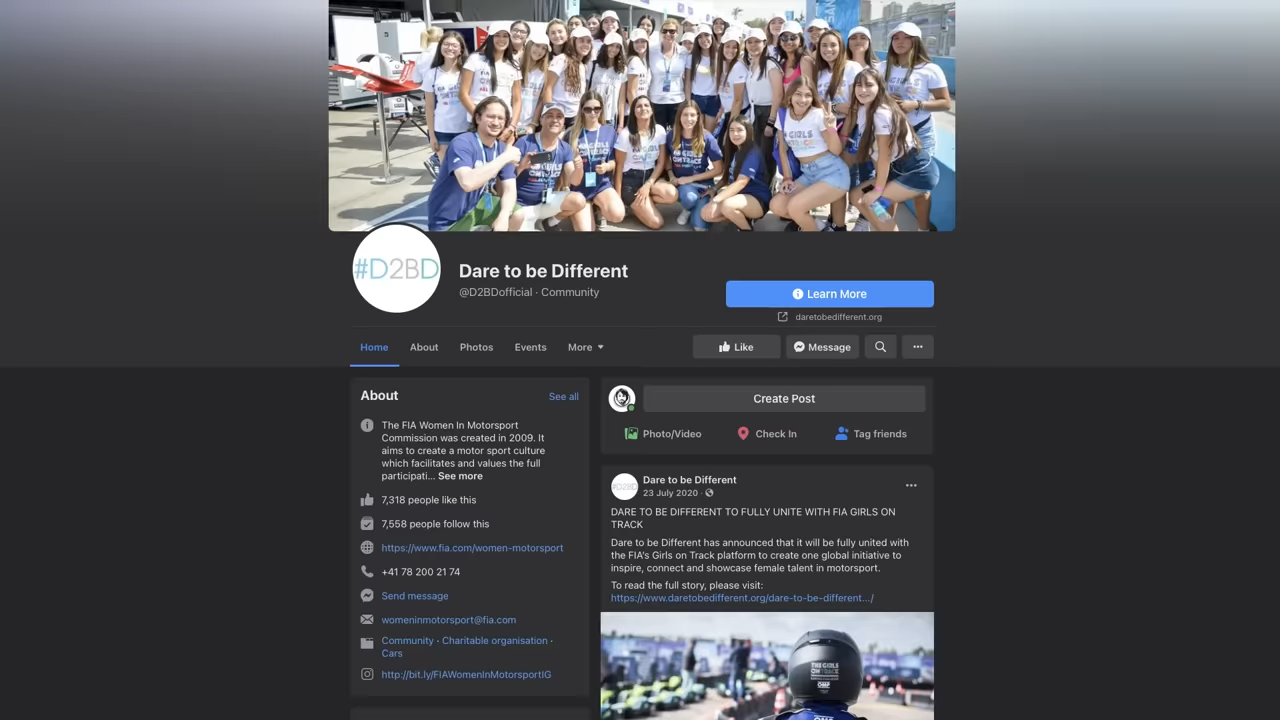 #D2BD
Dare to be Different
@D2BDofficial · Community
Learn More
daretobedifferent.org
Home
About
Photos
Events
More
Like
Message
About
See all
The FIA Women In Motorsport
Commission was created in 2009. It
aims to create a motor sport culture
which facilitates and values the full
participati... See more
7,318 people like this
7,558 people follow this
https://www.fia.com/women-motorsport
+41 78 200 21 74
Send message
womeninmotorsport@fia.com
Community · Charitable organisation ·
Cars
http://bit.ly/FIAWomenInMotorsportIG
Create Post
Photo/Video
Check In
Tag friends
#D2BD
Dare to be Different
23 July 2020 ·
DARE TO BE DIFFERENT TO FULLY UNITE WITH FIA GIRLS ON
TRACK
Dare to be Different has announced that it will be fully united with
the FIA's Girls on Track platform to create one global initiative to
inspire, connect and showcase female talent in motorsport.
To read the full story, please visit:
https://www.daretobedifferent.org/dare-to-be-different.../